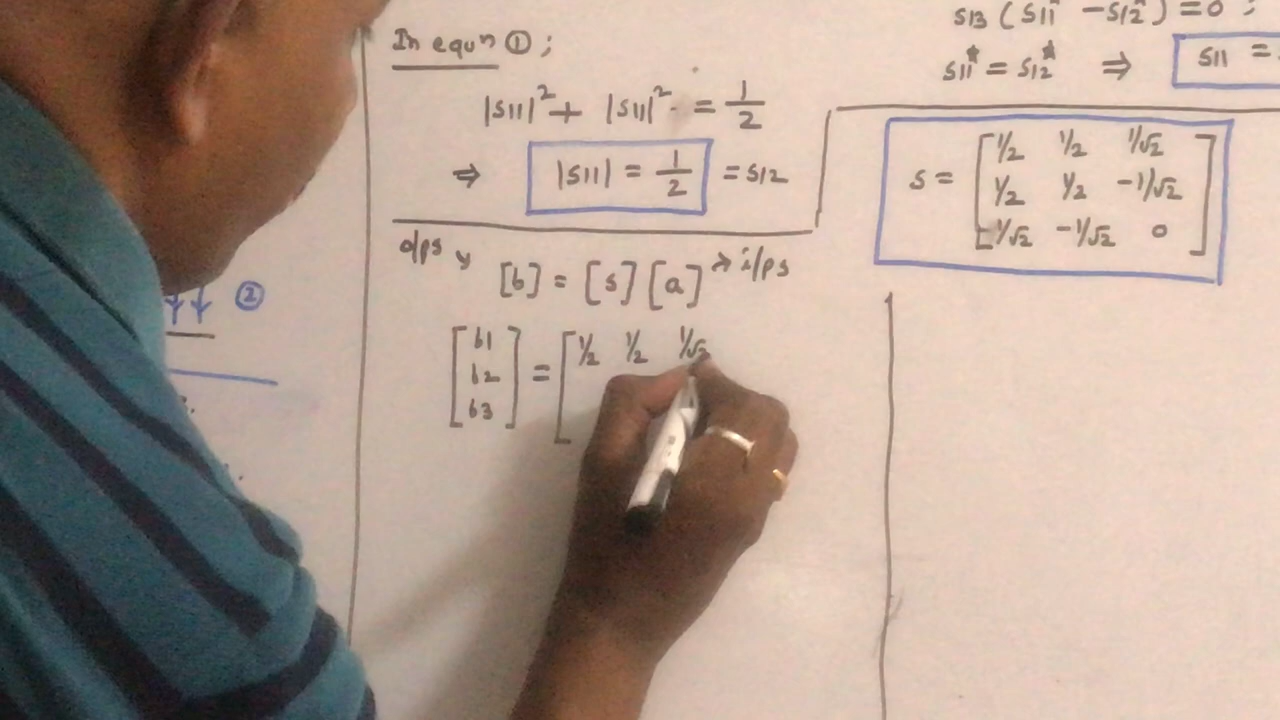 In equn ①;
|S11|² + |S11|² = 1/2
⇒ |S11| = 1/2 = S12
o/ps ↘ [b] = [s] [a] → i/ps
[b1 b2 b3] = [1/2 1/2 1/√2
②
S13 (S11* - S12*) = 0;
S11* = S12* ⇒ S11 =
S = [1/2 1/2 1/√2
1/2 1/2 -1/√2
1/√2 -1/√2 0]